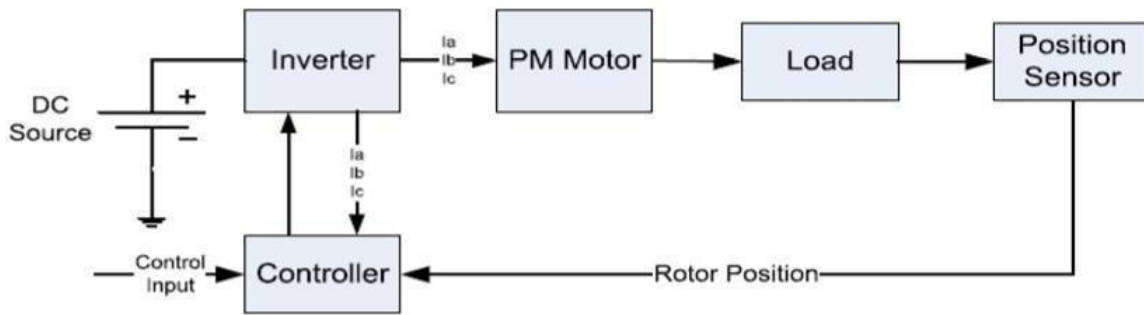 Inverter
Ia
Ib
Ic
PM Motor
Load
Position
Sensor
DC
Source
+
−
Ia
Ib
Ic
Control
Input
Controller
Rotor Position